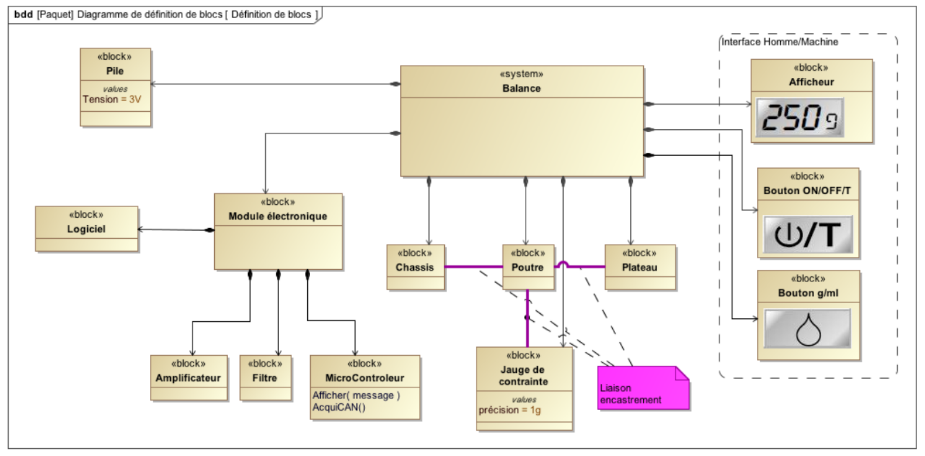 bdd [Paquet] Diagramme de définition de blocs [ Définition de blocs ]
«block»
Pile
values
Tension = 3V
«system»
Balance
Interface Homme/Machine
«block»
Afficheur
250g
«block»
Bouton ON/OFF/T
/T
«block»
Bouton g/ml
«block»
Logiciel
«block»
Module électronique
«block»
Chassis
«block»
Poutre
«block»
Plateau
«block»
Amplificateur
«block»
Filtre
«block»
MicroControleur
Afficher( message )
AcquiCAN()
«block»
Jauge de
contrainte
values
précision = 1g
Liaison
encastrement